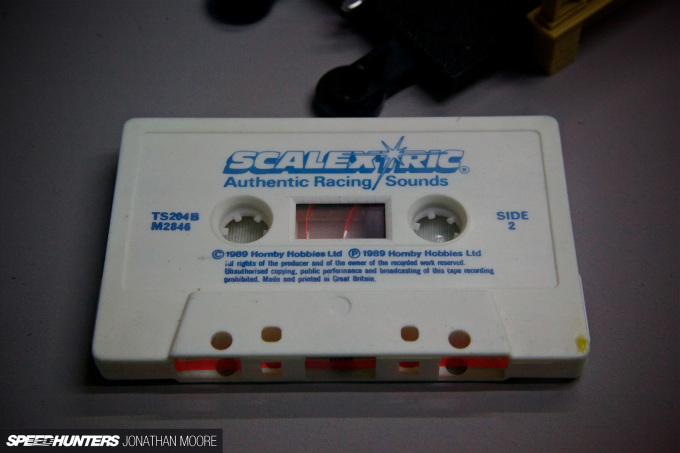 SCALEXTRIC®
Authentic Racing Sounds
TS204B
M2846
SIDE
2
© 1989 Hornby Hobbies Ltd Ⓟ 1989 Hornby Hobbies Ltd
All rights of the producer and of the owner of the recorded work reserved.
Unauthorised copying, public performance and broadcasting of this tape recording
prohibited. Made and printed in Great Britain.
SPEEDHUNTERS JONATHAN MOORE